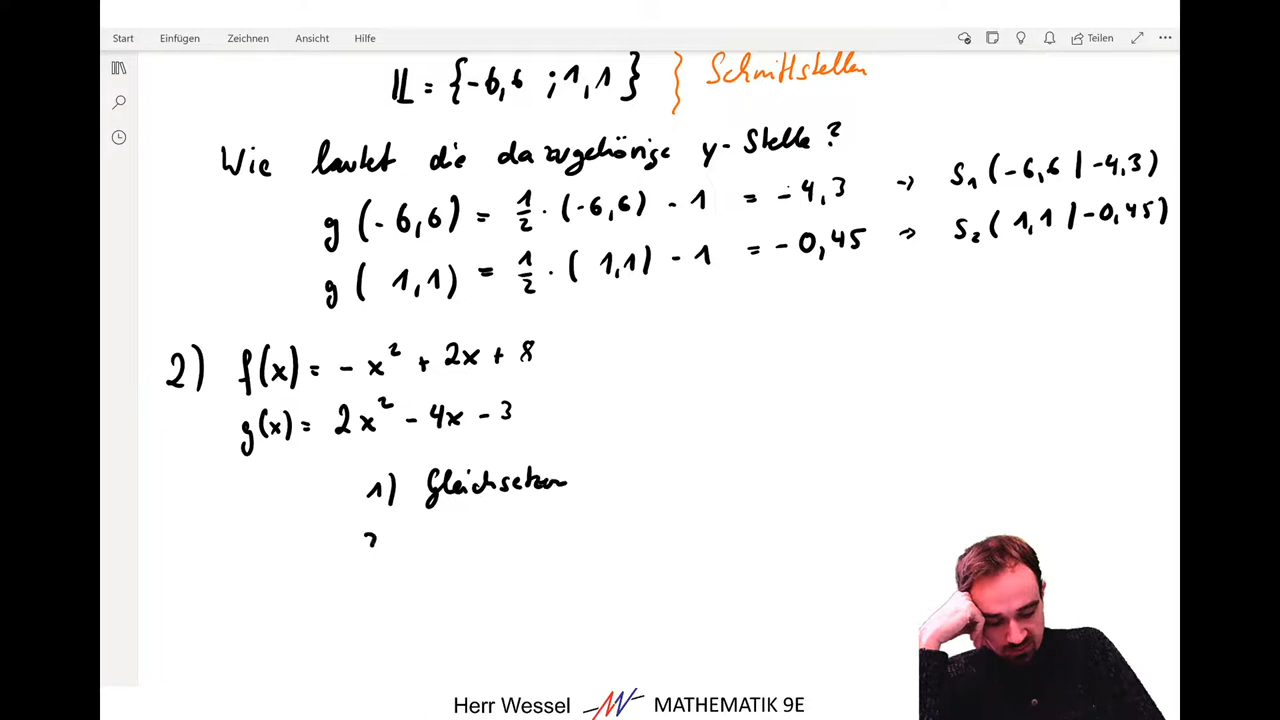 Start Einfügen Zeichnen Ansicht Hilfe Teilen
𝕃 = {-6,6 ; 1,1} } Schnittstellen
Wie lautet die dazugehörige y-Stelle?
g(-6,6) = 1/2 · (-6,6) - 1 = -4,3 → S₁(-6,6 | -4,3)
g( 1,1) = 1/2 · ( 1,1) - 1 = -0,45 → S₂( 1,1 | -0,45)
2) f(x) = -x² + 2x + 8
g(x) = 2x² - 4x - 3
1) Gleichsetzen
2
Herr Wessel MATHEMATIK 9E